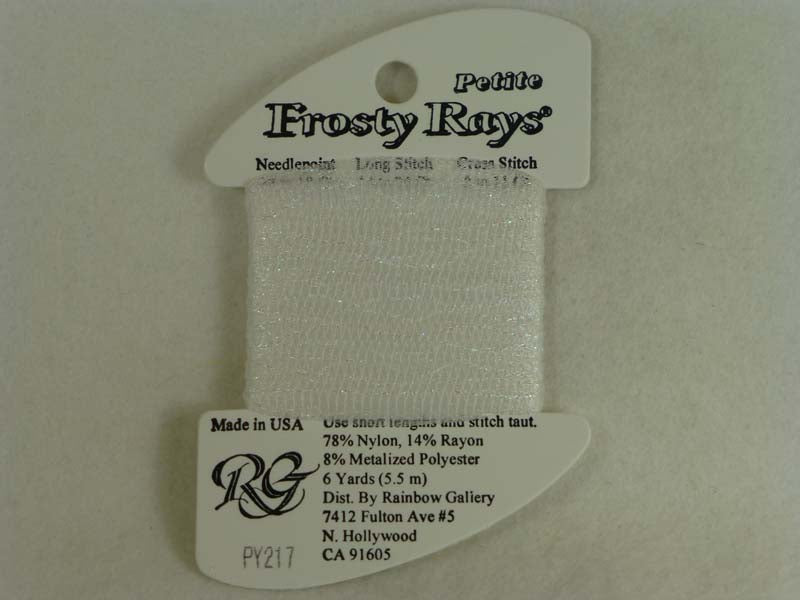 Petite
Frosty Rays®
Needlepoint Long Stitch Cross Stitch
Made in USA
Use short lengths and stitch taut.
78% Nylon, 14% Rayon
8% Metalized Polyester
6 Yards (5.5 m)
Dist. By Rainbow Gallery
7412 Fulton Ave #5
N. Hollywood
CA 91605
RG
PY217